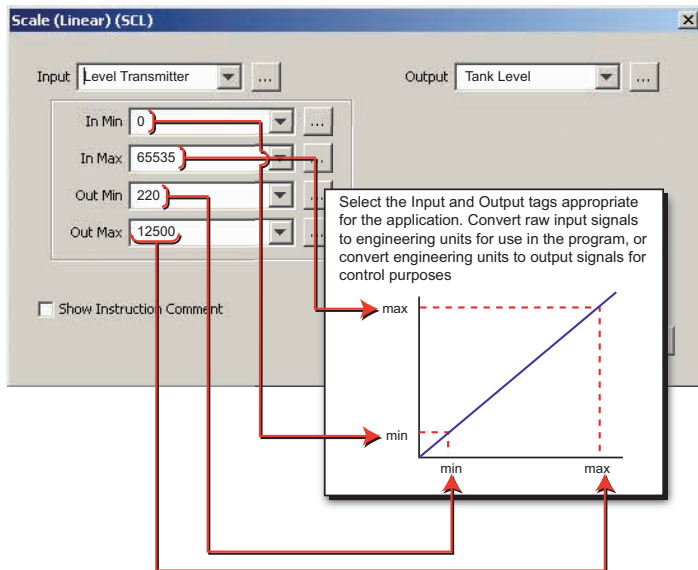 Scale (Linear) (SCL)
Input Level Transmitter ... Output Tank Level ...
In Min 0 ...
In Max 65535 ...
Out Min 220 ...
Out Max 12500 ...
Show Instruction Comment
Select the Input and Output tags appropriate
for the application. Convert raw input signals
to engineering units for use in the program, or
convert engineering units to output signals for
control purposes
max
min
min max